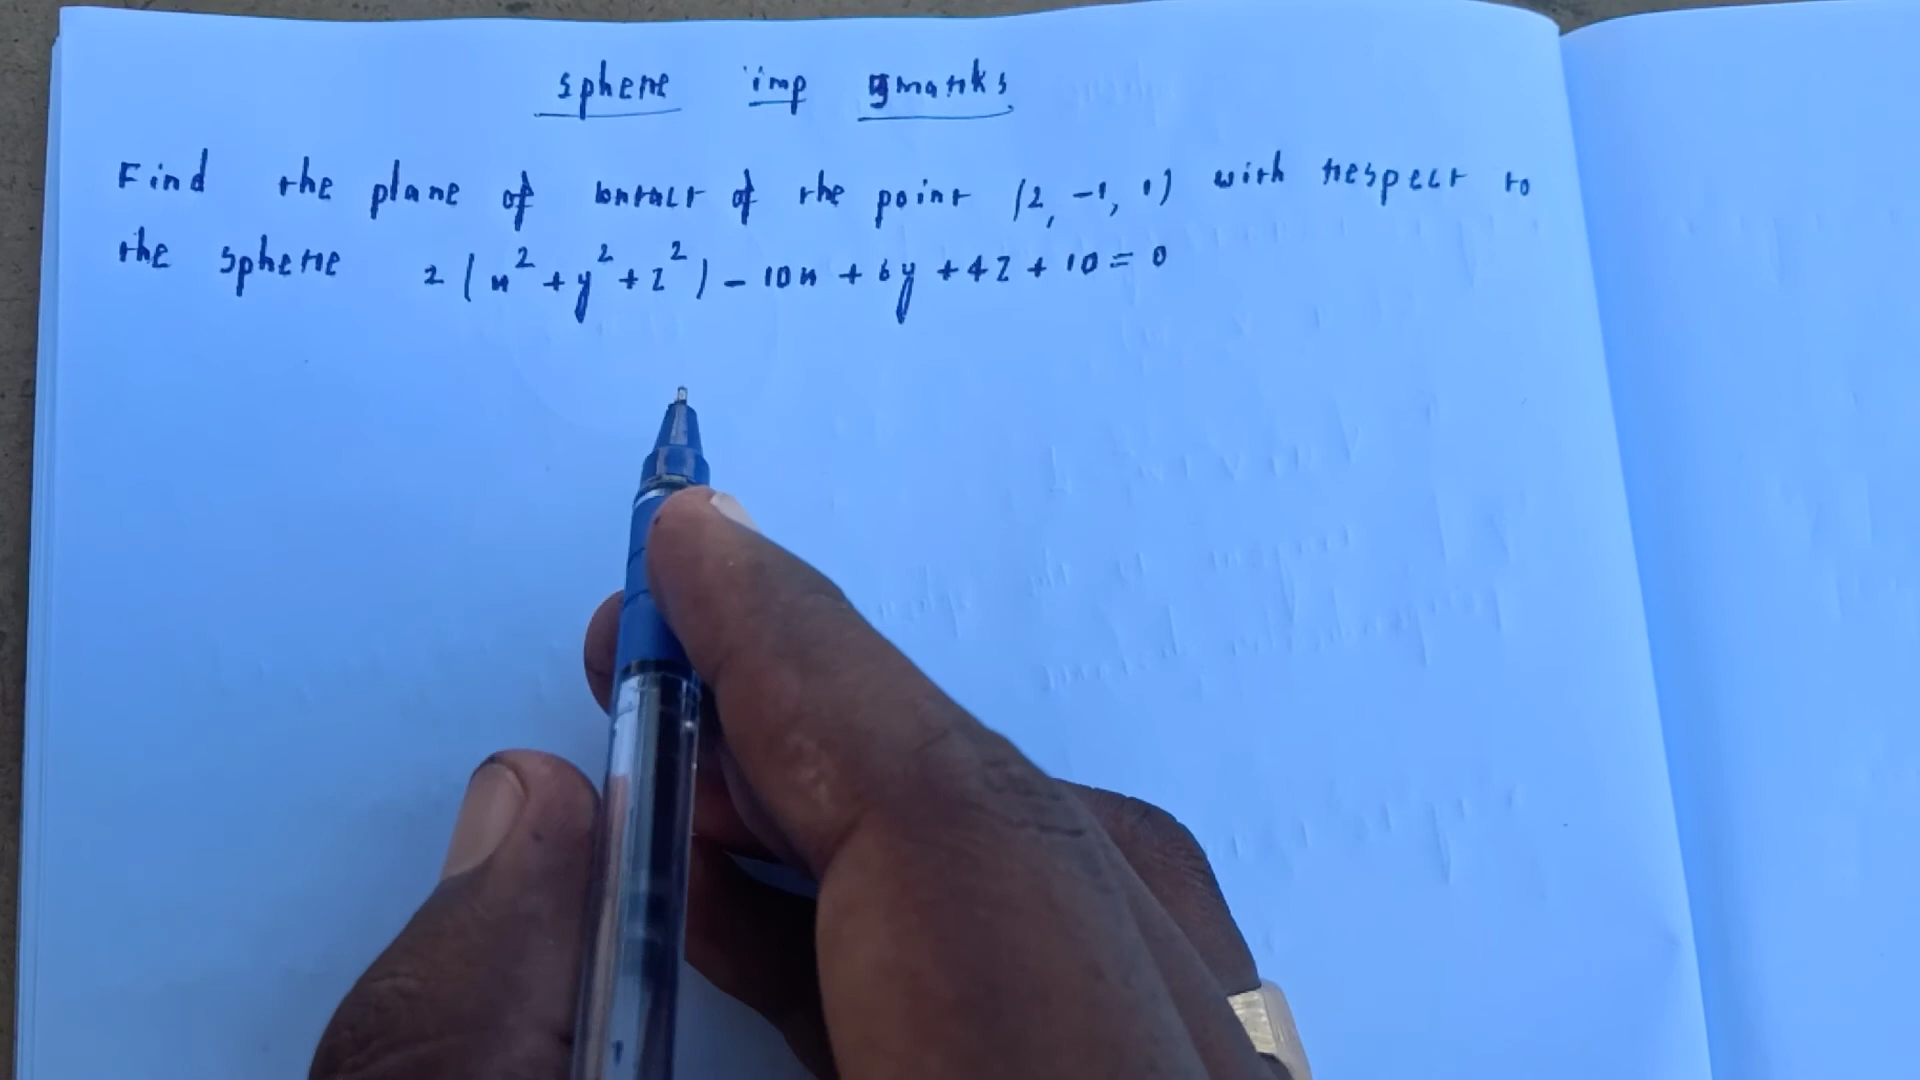 sphere imp 5marks
Find the plane of contact of the point (2, -1, 1) with respect to
the sphere 2(x² + y² + z²) - 10x + 6y + 4z + 10 = 0